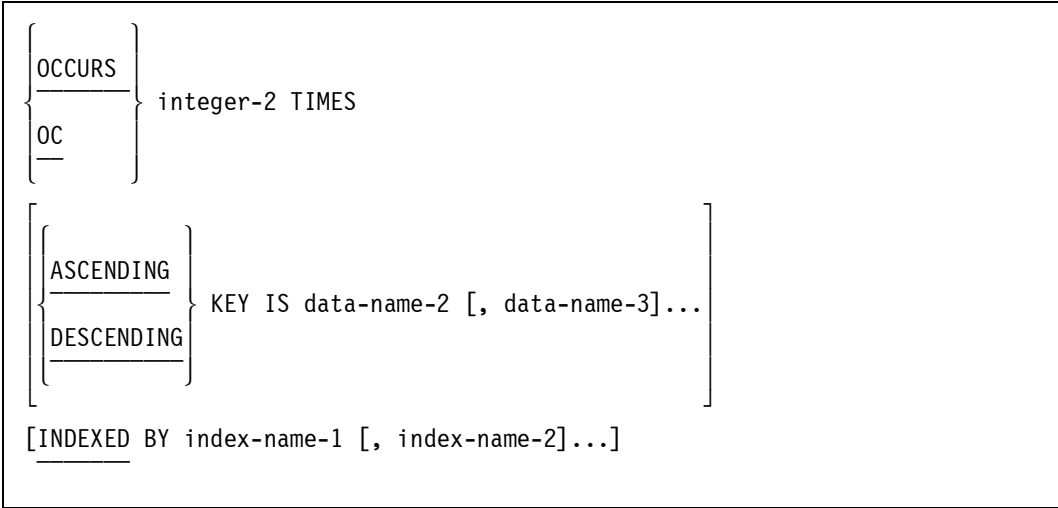 OCCURS
integer-2 TIMES
OC
ASCENDING
KEY IS data-name-2 [, data-name-3]...
DESCENDING
[INDEXED BY index-name-1 [, index-name-2]...]